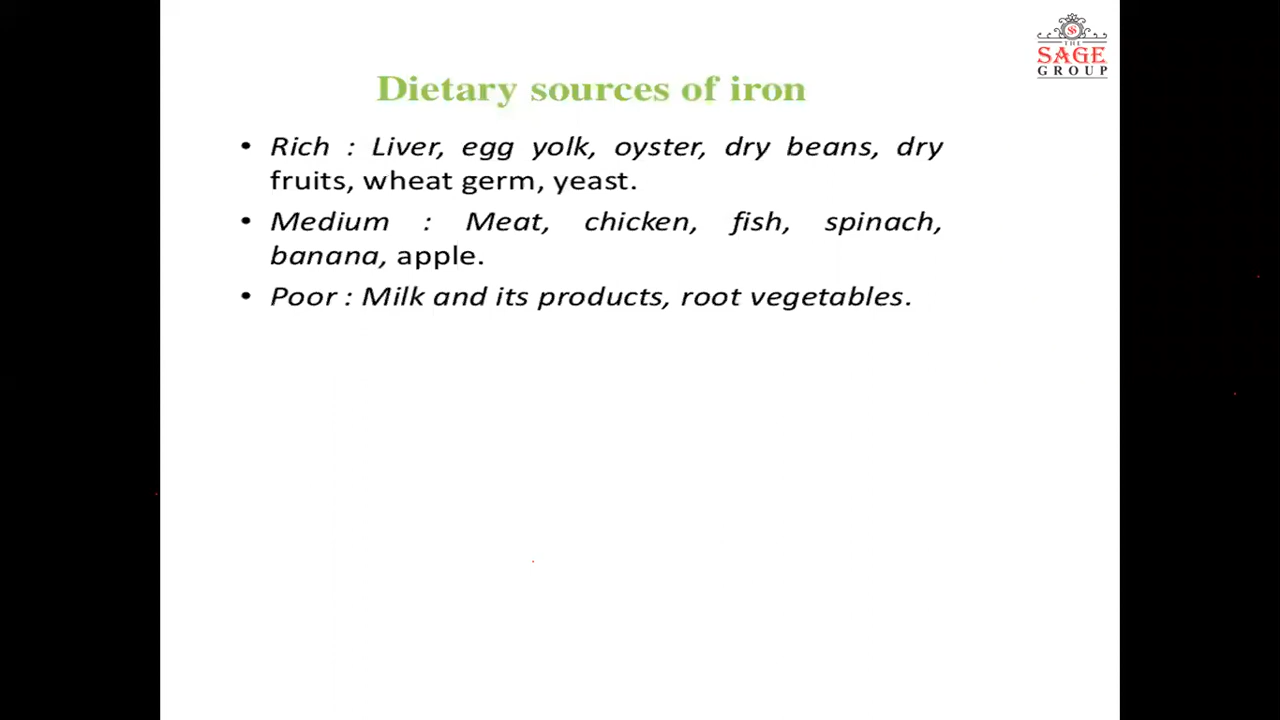 THE
SAGE
GROUP
Dietary sources of iron
• Rich : Liver, egg yolk, oyster, dry beans, dry
fruits, wheat germ, yeast.
• Medium : Meat, chicken, fish, spinach,
banana, apple.
• Poor : Milk and its products, root vegetables.